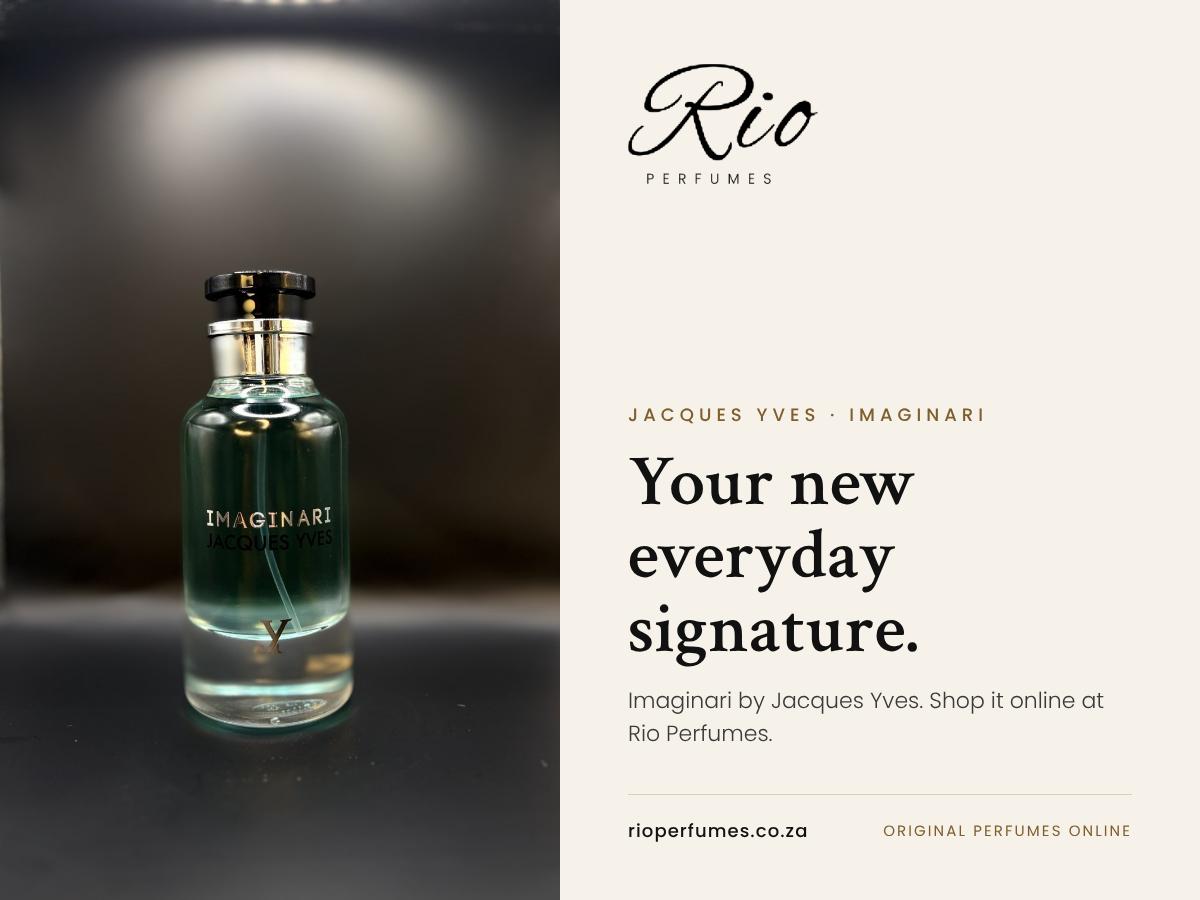 IMAGINARI
JACQUES YVES
Y
Rio
PERFUMES
JACQUES YVES · IMAGINARI
Your new
everyday
signature.
Imaginari by Jacques Yves. Shop it online at
Rio Perfumes.
rioperfumes.co.za
ORIGINAL PERFUMES ONLINE